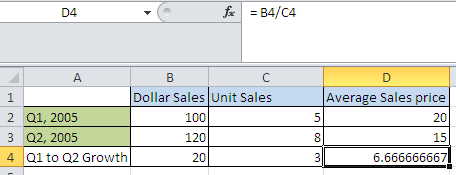 D4 fx = B4/C4
A B C D
1 Dollar Sales Unit Sales Average Sales price
2 Q1, 2005 100 5 20
3 Q2, 2005 120 8 15
4 Q1 to Q2 Growth 20 3 6.666666667